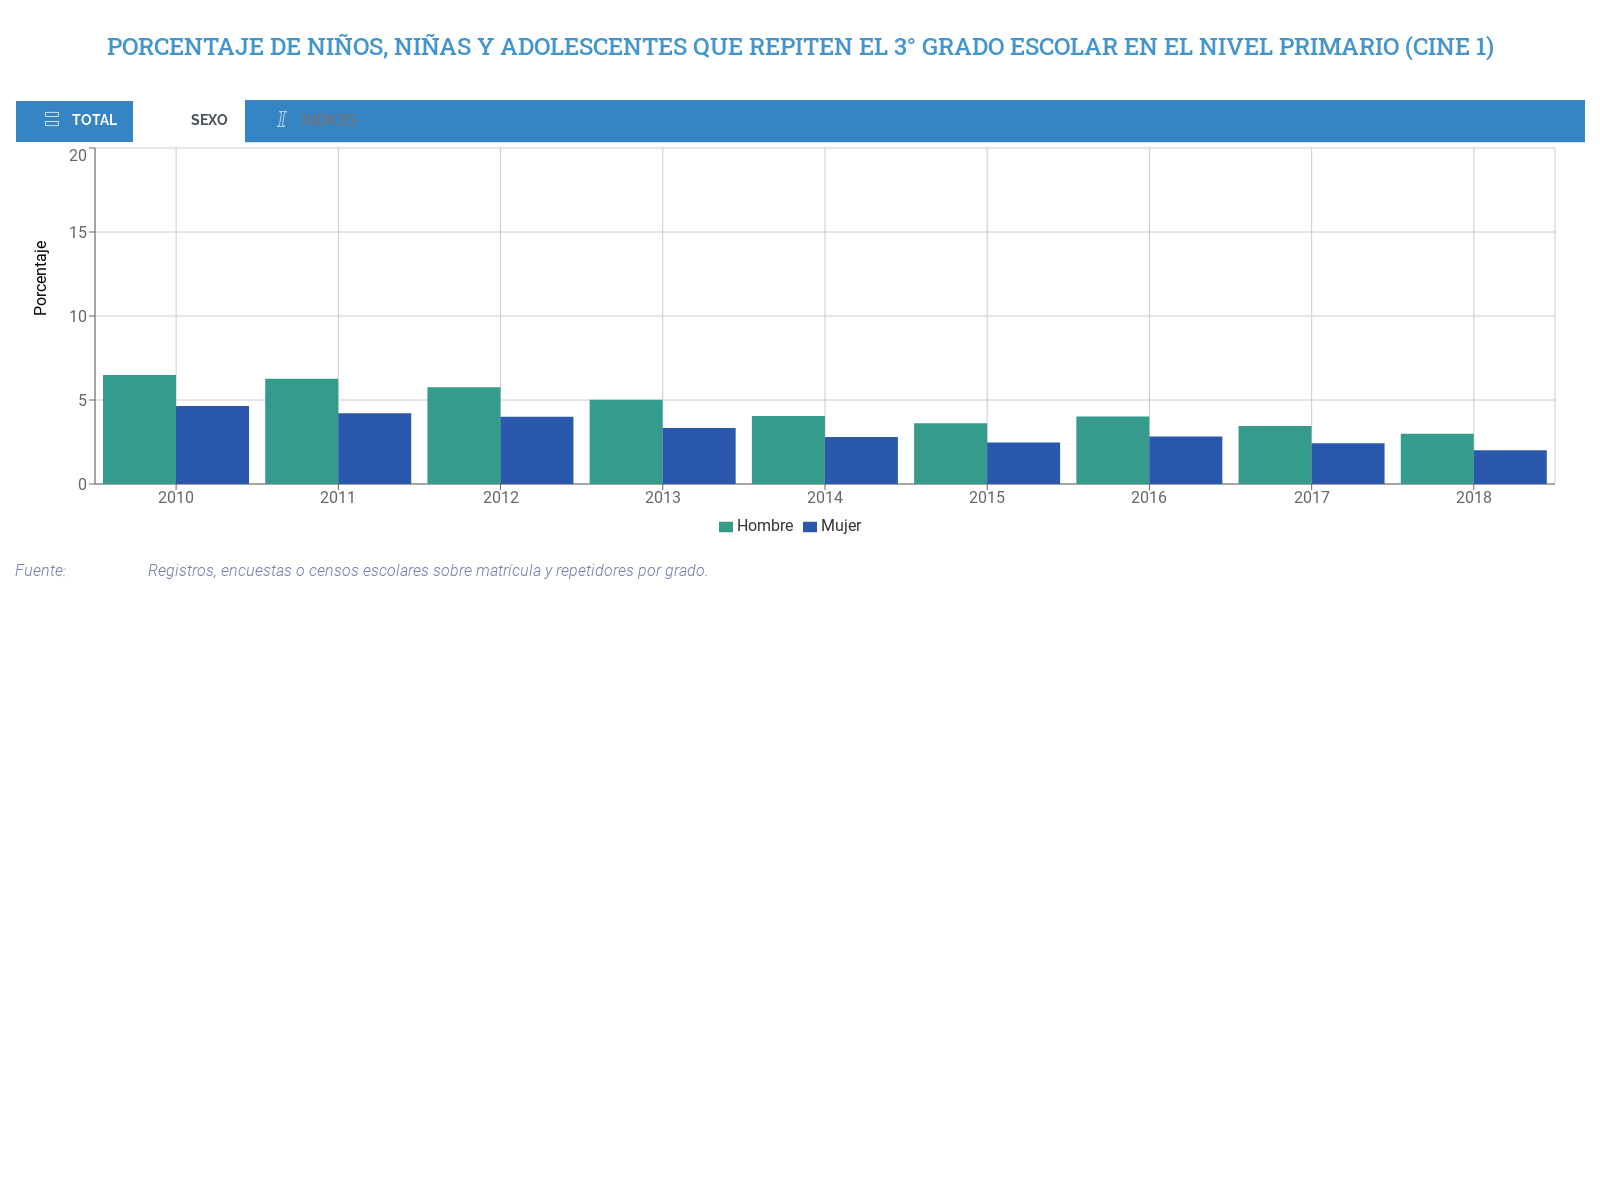 PORCENTAJE DE NIÑOS, NIÑAS Y ADOLESCENTES QUE REPITEN EL 3° GRADO ESCOLAR EN EL NIVEL PRIMARIO (CINE 1)
TOTAL SEXO INDICES
20
15
10
5
0
Porcentaje
2010 2011 2012 2013 2014 2015 2016 2017 2018
Hombre Mujer
Fuente: Registros, encuestas o censos escolares sobre matrícula y repetidores por grado.